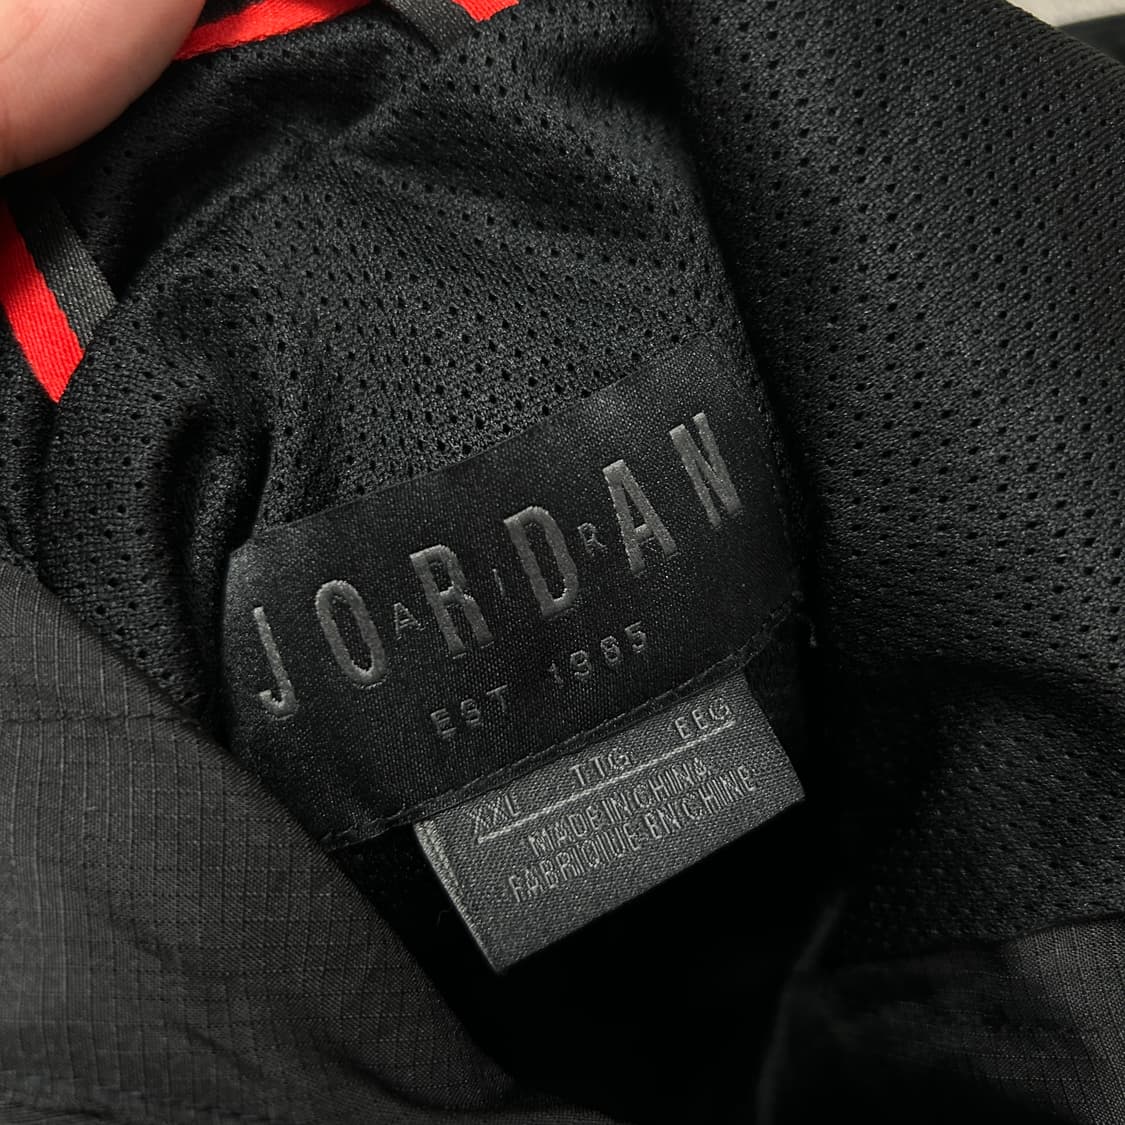 JORDAN
AIR
EST 1985
XXL TTG EEG
MADE IN CHINA
FABRIQUE EN CHINE